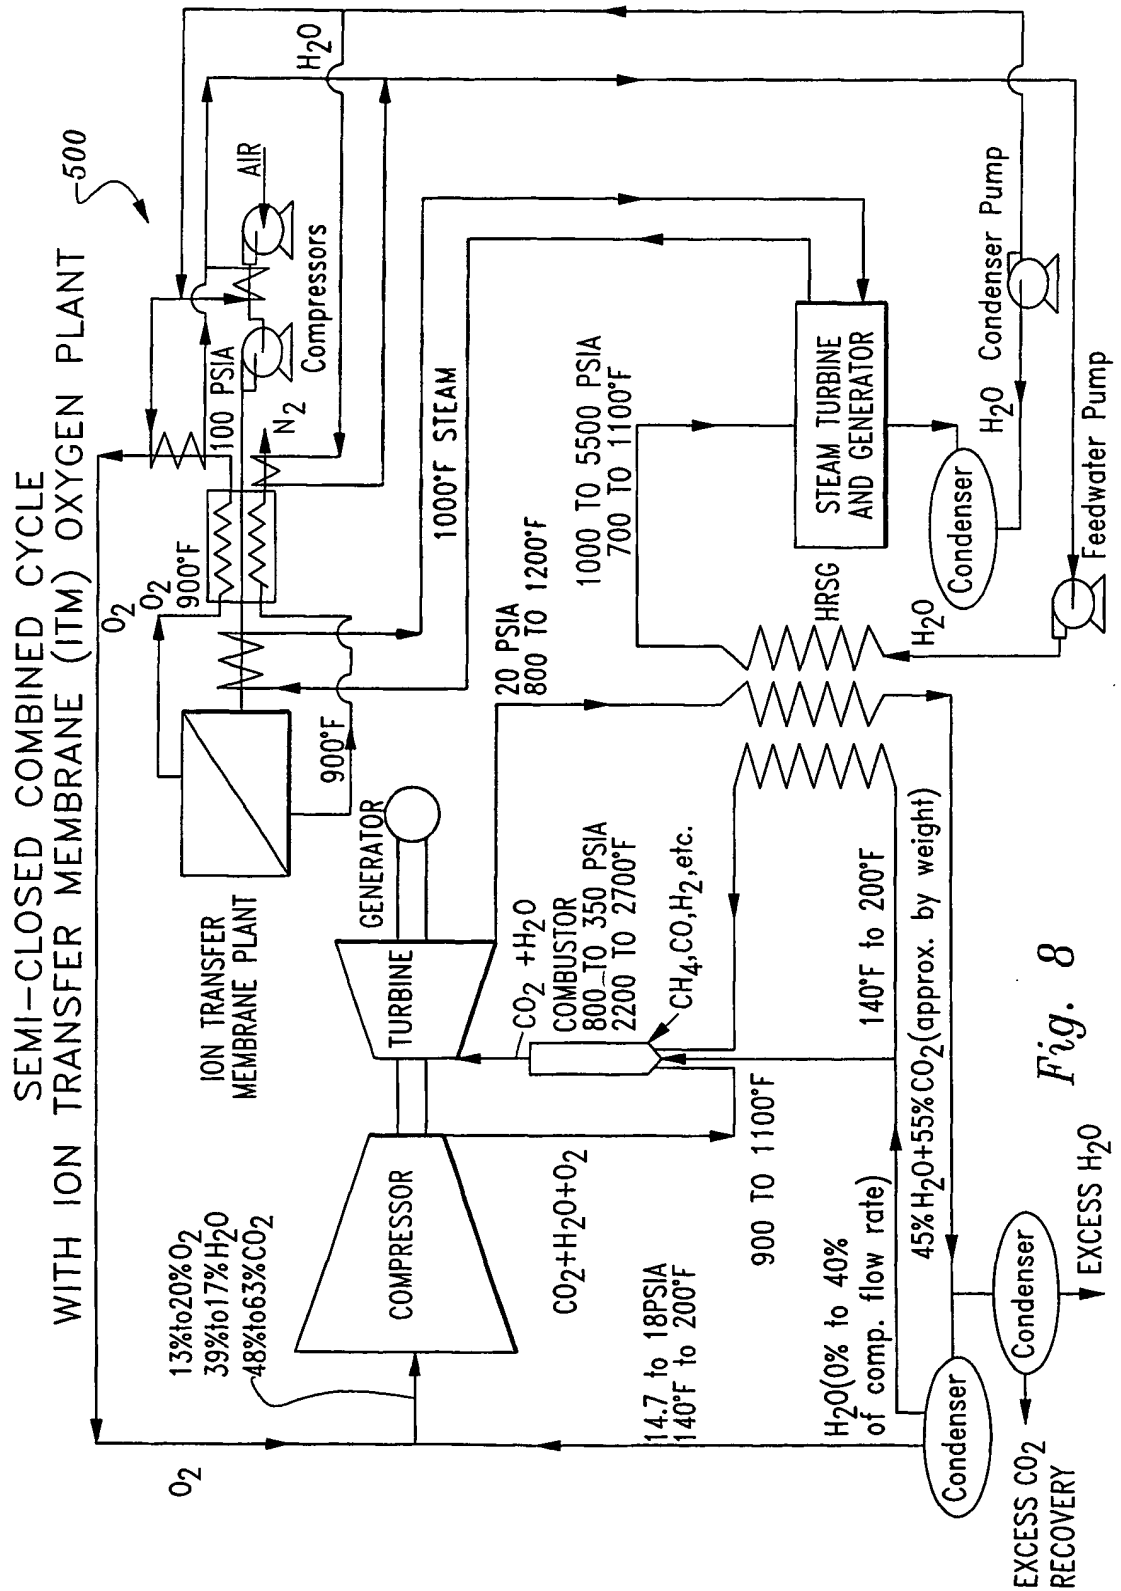 SEMI-CLOSED COMBINED CYCLE
WITH ION TRANSFER MEMBRANE (ITM) OXYGEN PLANT
500
O2
13%to20%O2
39%to17%H2O
48%to63%CO2
COMPRESSOR
TURBINE
GENERATOR
ION TRANSFER
MEMBRANE PLANT
900°F
O2
O2
900°F
100 PSIA
N2
Compressors
AIR
H2O
1000°F STEAM
CO2+H2O+O2
CO2 +H2O
COMBUSTOR
800 TO 350 PSIA
2200 TO 2700°F
CH4,CO,H2,etc.
20 PSIA
800 TO 1200°F
1000 TO 5500 PSIA
700 TO 1100°F
STEAM TURBINE
AND GENERATOR
14.7 to 18PSIA
140°F to 200°F
900 TO 1100°F
HRSG
H2O(0% to 40%
of comp. flow rate)
140°F to 200°F
45%H2O+55%CO2(approx. by weight)
H2O
Condenser
H2O
Condenser Pump
Feedwater Pump
Condenser
Condenser
EXCESS CO2
RECOVERY
EXCESS H2O
Fig. 8